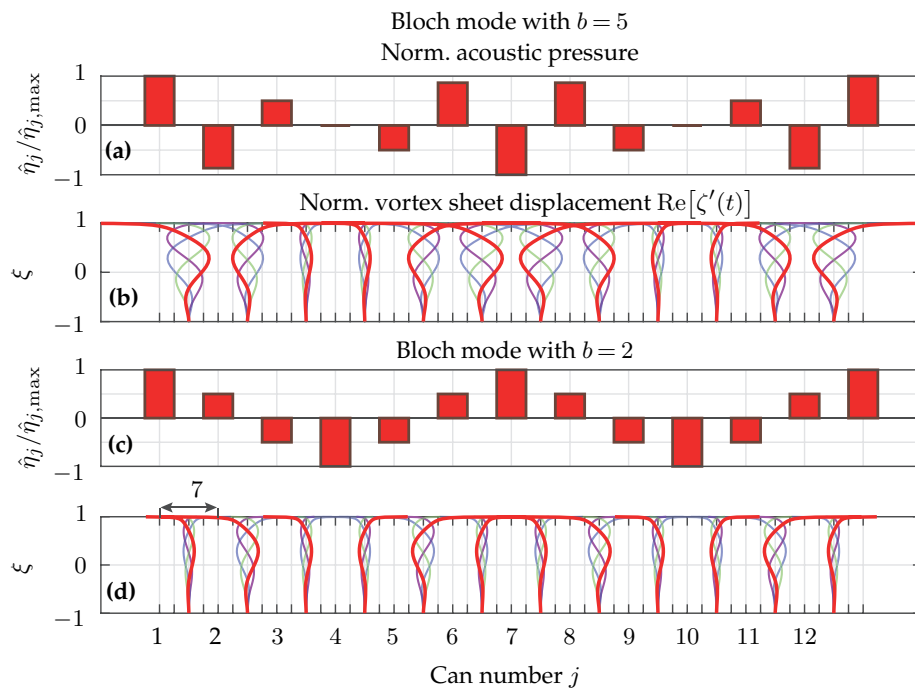 Bloch mode with b = 5
Norm. acoustic pressure
1
0
−1
η̂j/η̂j,max
(a)
Norm. vortex sheet displacement Re[ζ′(t)]
1
0
−1
ξ
(b)
Bloch mode with b = 2
1
0
−1
η̂j/η̂j,max
(c)
7
1
0
−1
ξ
(d)
1 2 3 4 5 6 7 8 9 10 11 12
Can number j